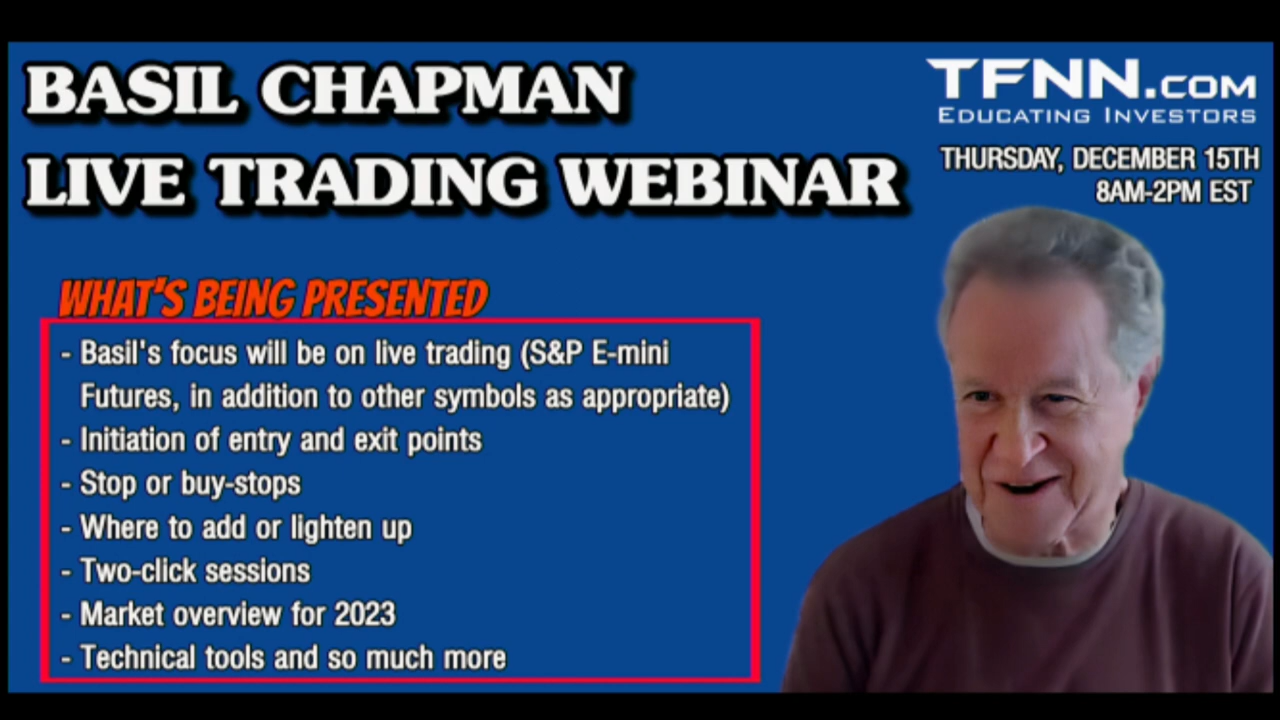 BASIL CHAPMAN
LIVE TRADING WEBINAR
TFNN.COM
EDUCATING INVESTORS
THURSDAY, DECEMBER 15TH
8AM-2PM EST
WHAT'S BEING PRESENTED
- Basil's focus will be on live trading (S&P E-mini
Futures, in addition to other symbols as appropriate)
- Initiation of entry and exit points
- Stop or buy-stops
- Where to add or lighten up
- Two-click sessions
- Market overview for 2023
- Technical tools and so much more